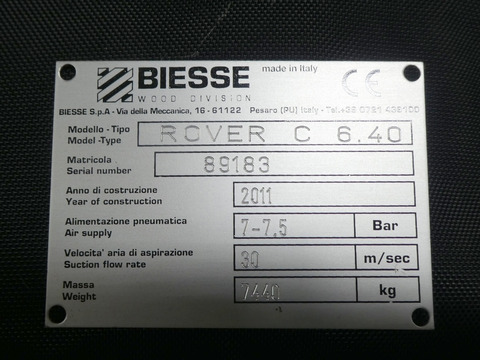 BIESSE
WOOD DIVISION
made in Italy
CE
BIESSE S.p.A - Via della Meccanica, 16 - 61122 Pesaro (PU) Italy - Tel.+39 0721 439100
Modello - Tipo
Model -Type
ROVER C 6.40
Matricola
Serial number
89183
Anno di costruzione
Year of construction
2011
Alimentazione pneumatica
Air supply
7-7,5
Bar
Velocita' aria di aspirazione
Suction flow rate
30
m/sec
Massa
Weight
7440
kg